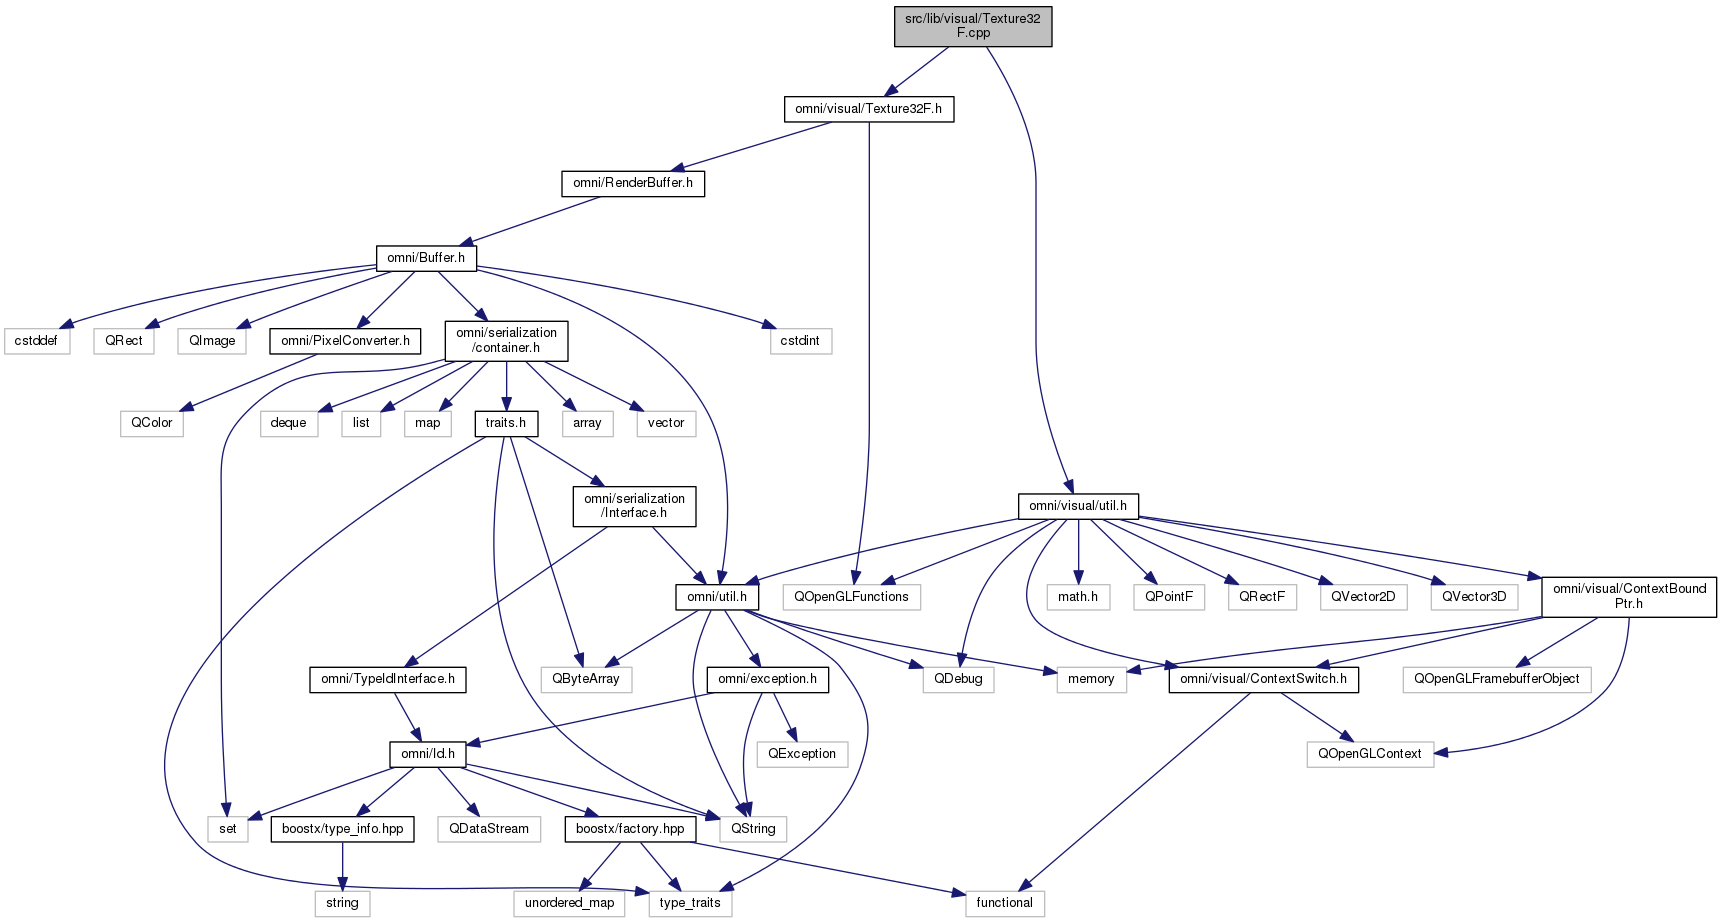 src/lib/visual/Texture32
F.cpp
omni/visual/Texture32F.h
omni/RenderBuffer.h
omni/Buffer.h
cstddef
QRect
QImage
omni/PixelConverter.h
omni/serialization
/container.h
cstdint
QColor
deque
list
map
traits.h
array
vector
omni/serialization
/Interface.h
omni/visual/util.h
omni/util.h
QOpenGLFunctions
math.h
QPointF
QRectF
QVector2D
QVector3D
omni/visual/ContextBound
Ptr.h
omni/TypeIdInterface.h
QByteArray
omni/exception.h
QDebug
memory
omni/visual/ContextSwitch.h
QOpenGLFramebufferObject
omni/Id.h
QException
QOpenGLContext
set
boostx/type_info.hpp
QDataStream
boostx/factory.hpp
QString
string
unordered_map
type_traits
functional